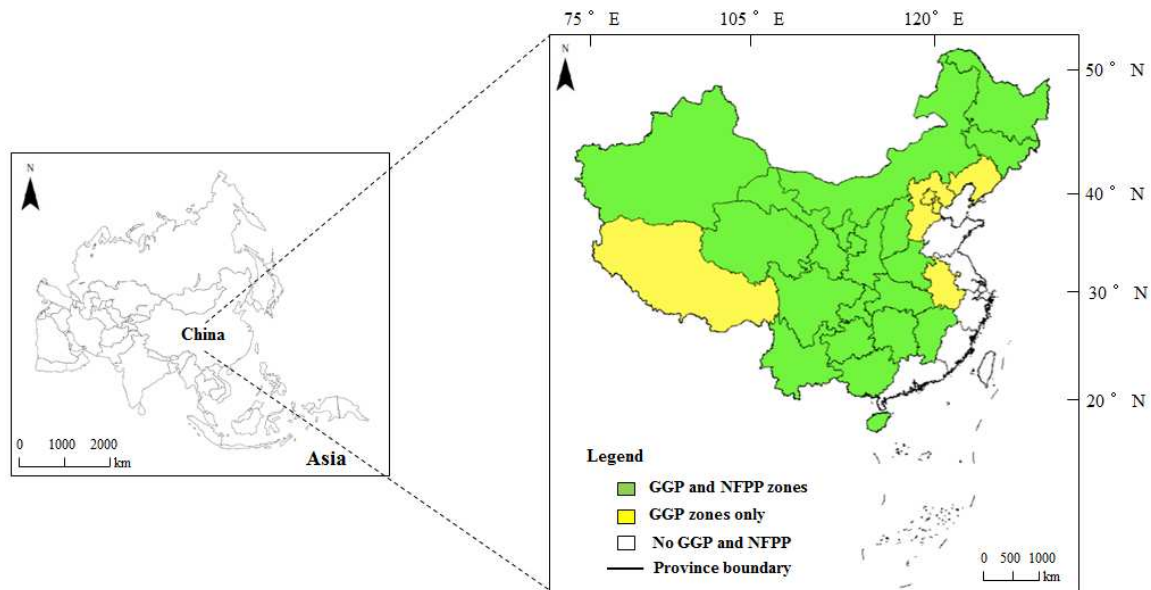 N
China
0 1000 2000
km
Asia
75° E 105° E 120° E
N
50° N
40° N
30° N
20° N
Legend
GGP and NFPP zones
GGP zones only
No GGP and NFPP
Province boundary
0 500 1000
km